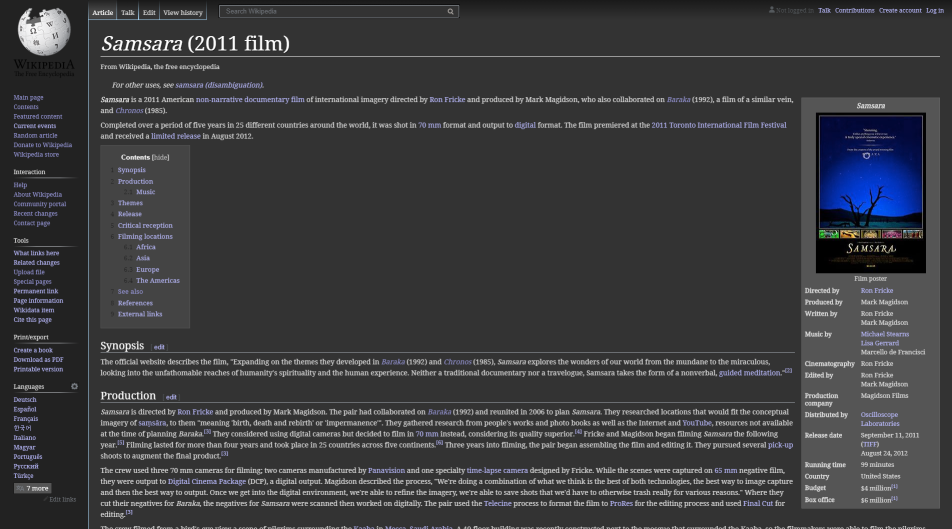 Article Talk Edit View history
Search Wikipedia
Not logged in Talk Contributions Create account Log in
WIKIPEDIA
The Free Encyclopedia
Main page
Contents
Featured content
Current events
Random article
Donate to Wikipedia
Wikipedia store
Interaction
Help
About Wikipedia
Community portal
Recent changes
Contact page
Tools
What links here
Related changes
Upload file
Special pages
Permanent link
Page information
Wikidata item
Cite this page
Print/export
Create a book
Download as PDF
Printable version
Languages
Deutsch
Español
Français
한국어
Italiano
Magyar
Português
Русский
Türkçe
7 more
Edit links
Samsara (2011 film)
From Wikipedia, the free encyclopedia
For other uses, see samsara (disambiguation).
Samsara is a 2011 American non-narrative documentary film of international imagery directed by Ron Fricke and produced by Mark Magidson, who also collaborated on Baraka (1992), a film of a similar vein,
and Chronos (1985).
Completed over a period of five years in 25 different countries around the world, it was shot in 70 mm format and output to digital format. The film premiered at the 2011 Toronto International Film Festival
and received a limited release in August 2012.
Contents [hide]
Synopsis
Production
Music
Themes
Release
Critical reception
Filming locations
Africa
Asia
Europe
The Americas
See also
References
External links
Synopsis [edit]
The official website describes the film, "Expanding on the themes they developed in Baraka (1992) and Chronos (1985), Samsara explores the wonders of our world from the mundane to the miraculous,
looking into the unfathomable reaches of humanity's spirituality and the human experience. Neither a traditional documentary nor a travelogue, Samsara takes the form of a nonverbal, guided meditation."[2]
Production [edit]
Samsara is directed by Ron Fricke and produced by Mark Magidson. The pair had collaborated on Baraka (1992) and reunited in 2006 to plan Samsara. They researched locations that would fit the conceptual
imagery of saṃsāra, to them "meaning 'birth, death and rebirth' or 'impermanence'". They gathered research from people's works and photo books as well as the Internet and YouTube, resources not available
at the time of planning Baraka.[3] They considered using digital cameras but decided to film in 70 mm instead, considering its quality superior.[4] Fricke and Magidson began filming Samsara the following
year.[5] Filming lasted for more than four years and took place in 25 countries across five continents.[6] Three years into filming, the pair began assembling the film and editing it. They pursued several pick-up
shoots to augment the final product.[3]
The crew used three 70 mm cameras for filming; two cameras manufactured by Panavision and one specialty time-lapse camera designed by Fricke. While the scenes were captured on 65 mm negative film,
they were output to Digital Cinema Package (DCP), a digital output. Magidson described the process, "We're doing a combination of what we think is the best of both technologies, the best way to image capture
and then the best way to output. Once we get into the digital environment, we're able to refine the imagery, we're able to save shots that we'd have to otherwise trash really for various reasons." Where they
cut their negatives for Baraka, the negatives for Samsara were scanned then worked on digitally. The pair used the Telecine process to format the film to ProRes for the editing process and used Final Cut for
editing.[3]
Samsara
SAMSARA
Film poster
Directed by Ron Fricke
Produced by Mark Magidson
Written by Ron Fricke
Mark Magidson
Music by Michael Stearns
Lisa Gerrard
Marcello de Francisci
Cinematography Ron Fricke
Edited by Ron Fricke
Mark Magidson
Production company Magidson Films
Distributed by Oscilloscope
Laboratories
Release date September 11, 2011
(TIFF)
August 24, 2012
Running time 99 minutes
Country United States
Budget $4 million[1]
Box office $6 million[1]